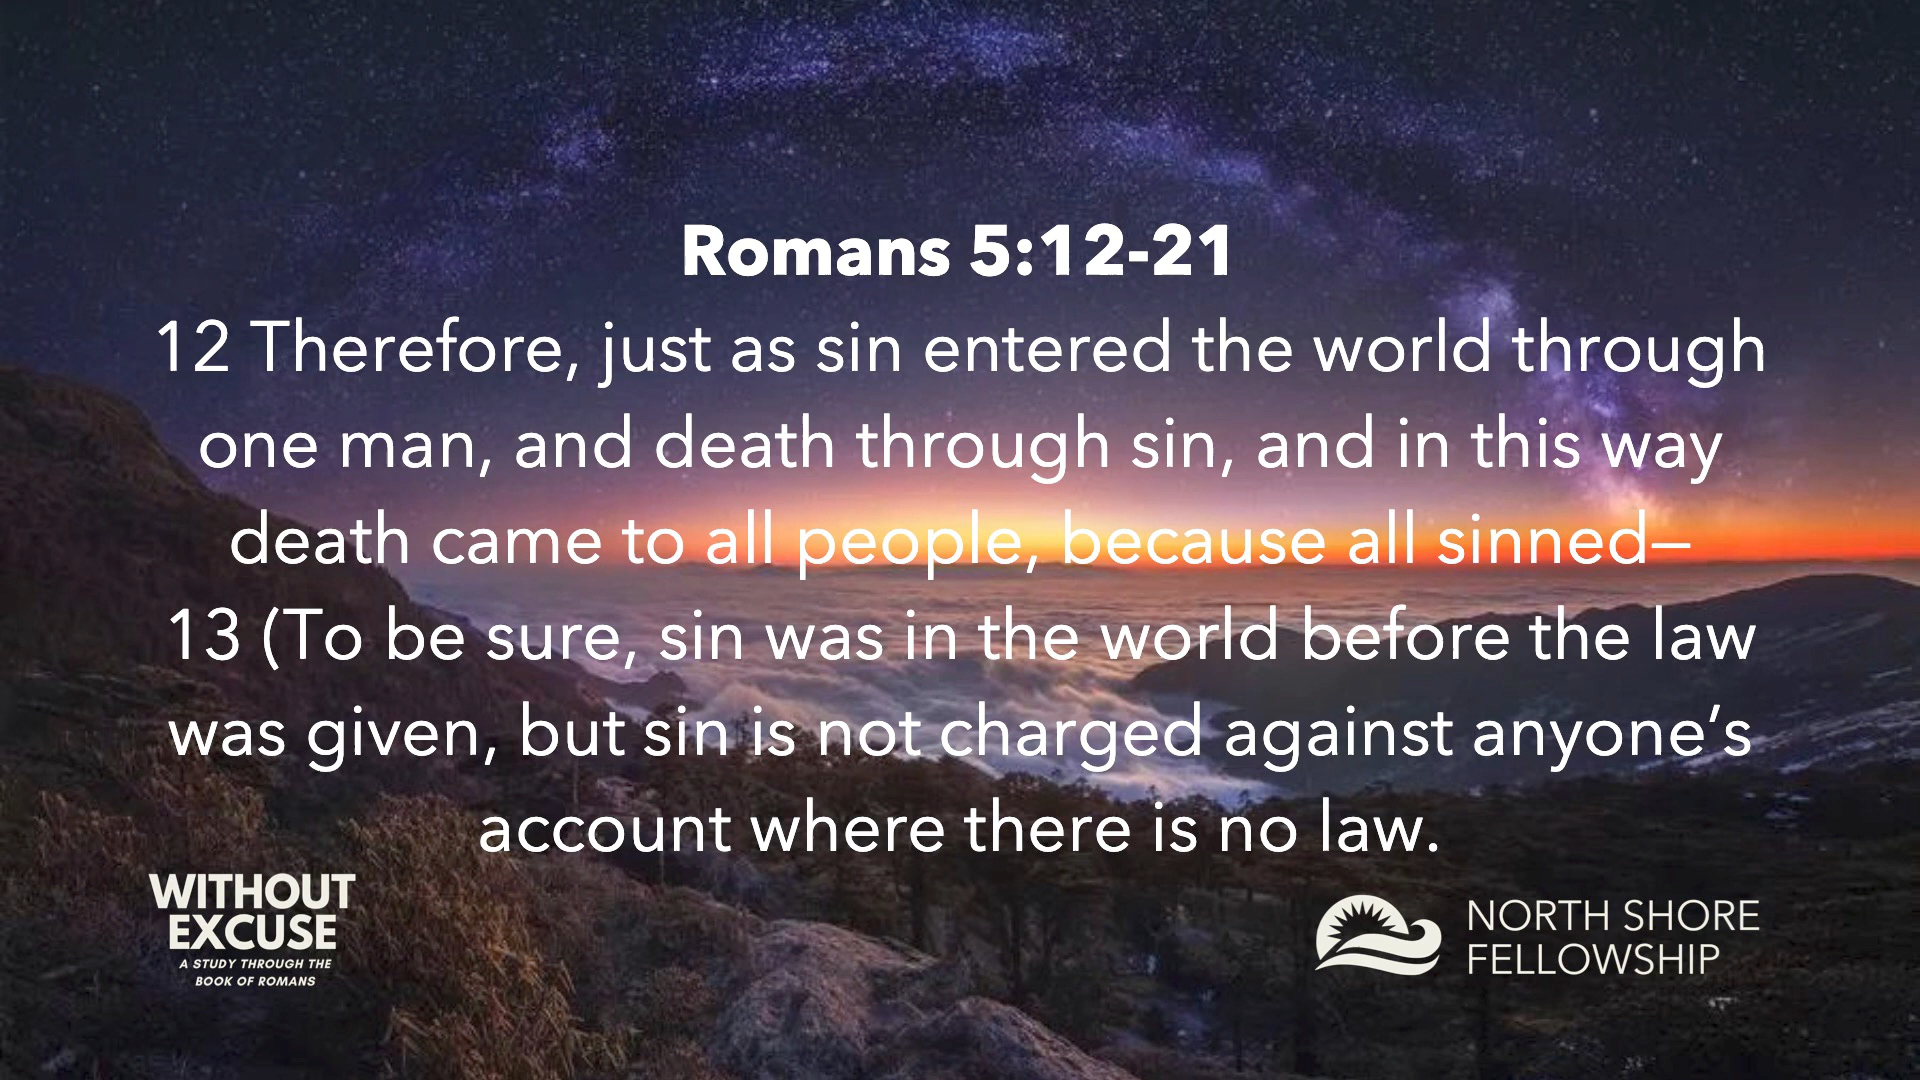 Romans 5:12-21
12 Therefore, just as sin entered the world through
one man, and death through sin, and in this way
death came to all people, because all sinned—
13 (To be sure, sin was in the world before the law
was given, but sin is not charged against anyone’s
account where there is no law.
WITHOUT
EXCUSE
A STUDY THROUGH THE
BOOK OF ROMANS
NORTH SHORE
FELLOWSHIP